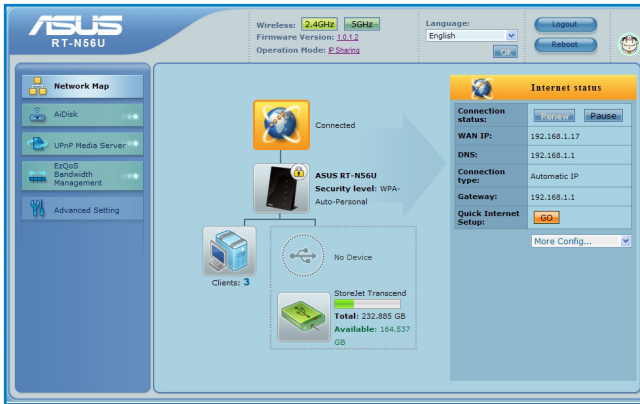 ASUS
RT-N56U
Wireless: 2.4GHz 5GHz
Firmware Version: 1.0.1.2
Operation Mode: IP Sharing
Language:
English
OK
Logout
Reboot
Network Map
AiDisk
UPnP Media Server
EzQoS
Bandwidth
Management
Advanced Setting
Connected
ASUS RT-N56U
Security level: WPA-
Auto-Personal
Clients: 3
No Device
StoreJet Transcend
Total: 232.885 GB
Available: 164.537
GB
Internet status
Connection
status:
Renew Pause
WAN IP: 192.168.1.17
DNS: 192.168.1.1
Connection
type:
Automatic IP
Gateway: 192.168.1.1
Quick Internet
Setup:
GO
More Config...